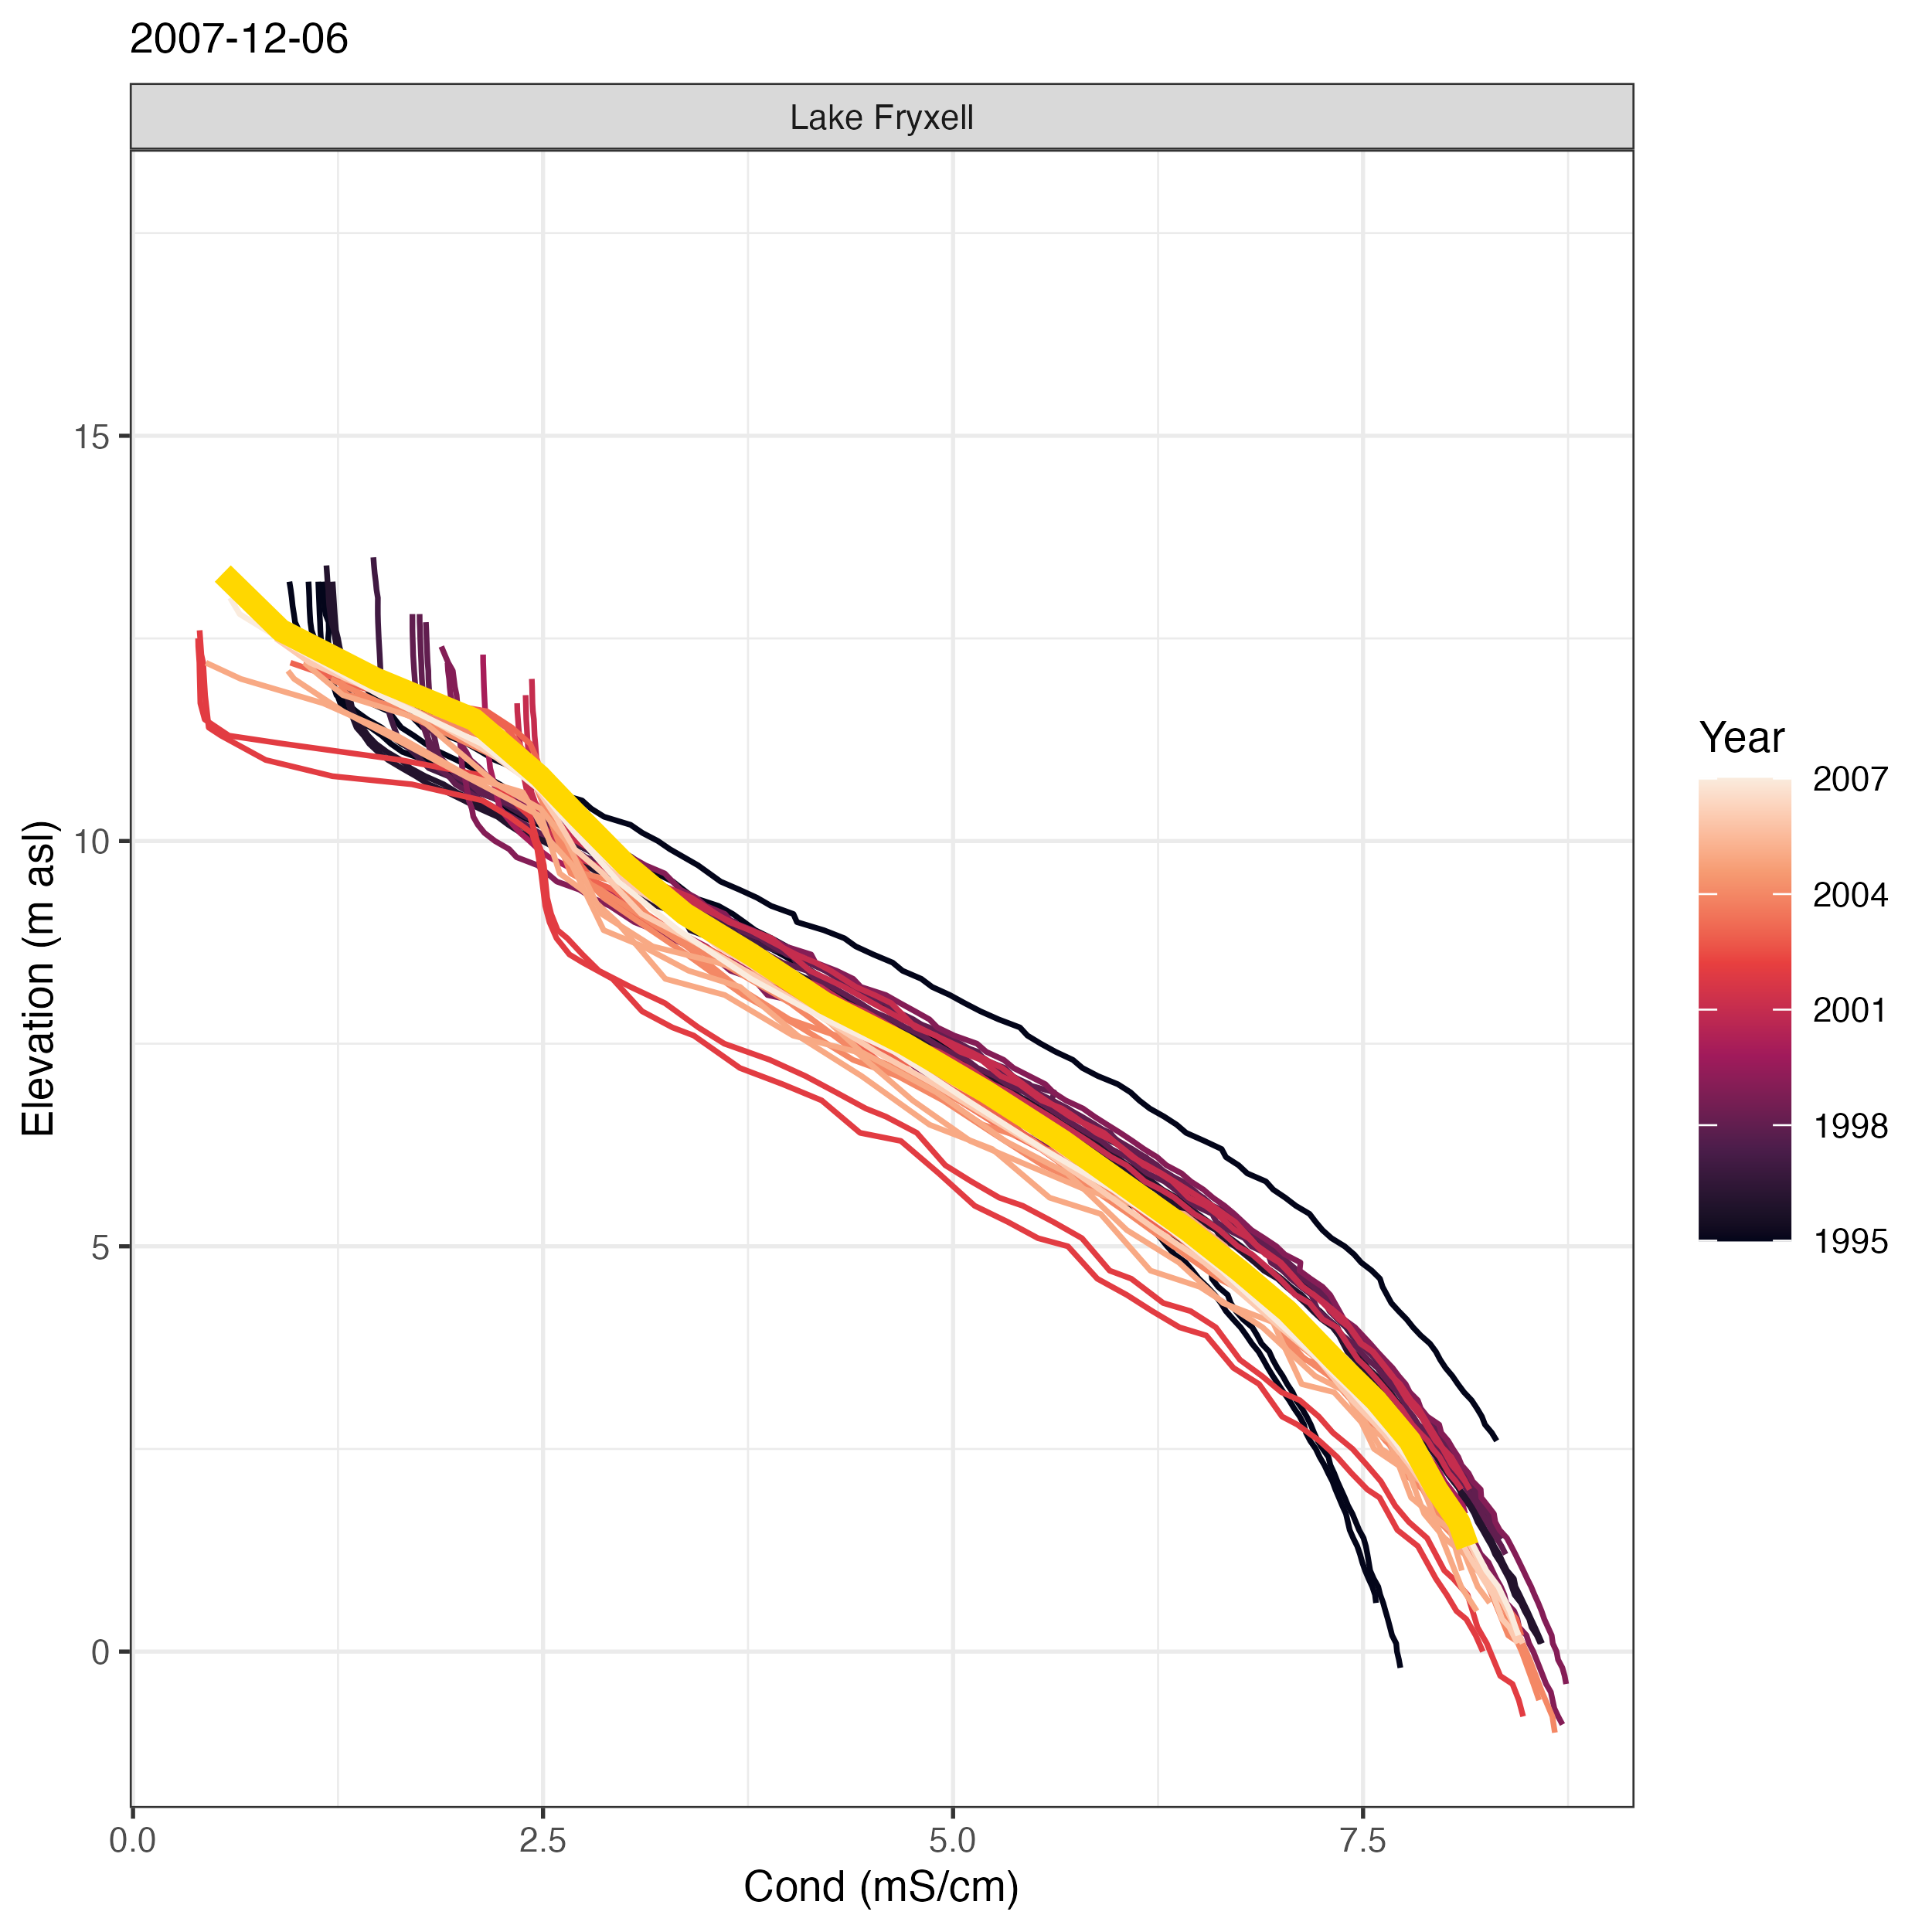 2007-12-06
Lake Fryxell
Elevation (m asl)
15
10
5
0
0.0 2.5 5.0 7.5
Cond (mS/cm)
Year
2007
2004
2001
1998
1995